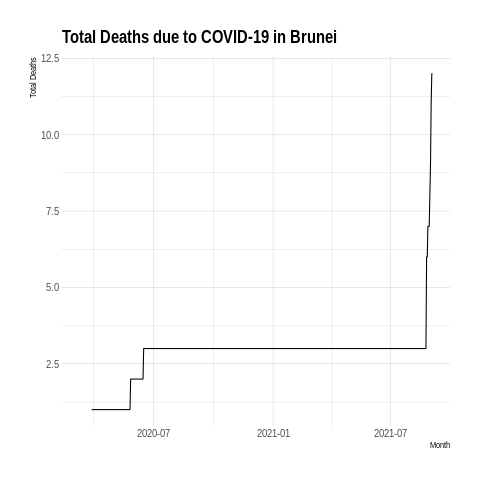 Total Deaths due to COVID-19 in Brunei
Total Deaths
12.5
10.0
7.5
5.0
2.5
2020-07
2021-01
2021-07
Month